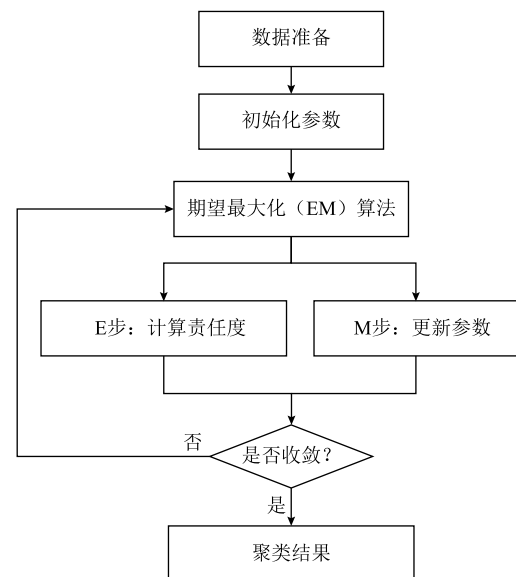 数据准备
初始化参数
期望最大化（EM）算法
E步：计算责任度
M步：更新参数
否
是否收敛？
是
聚类结果